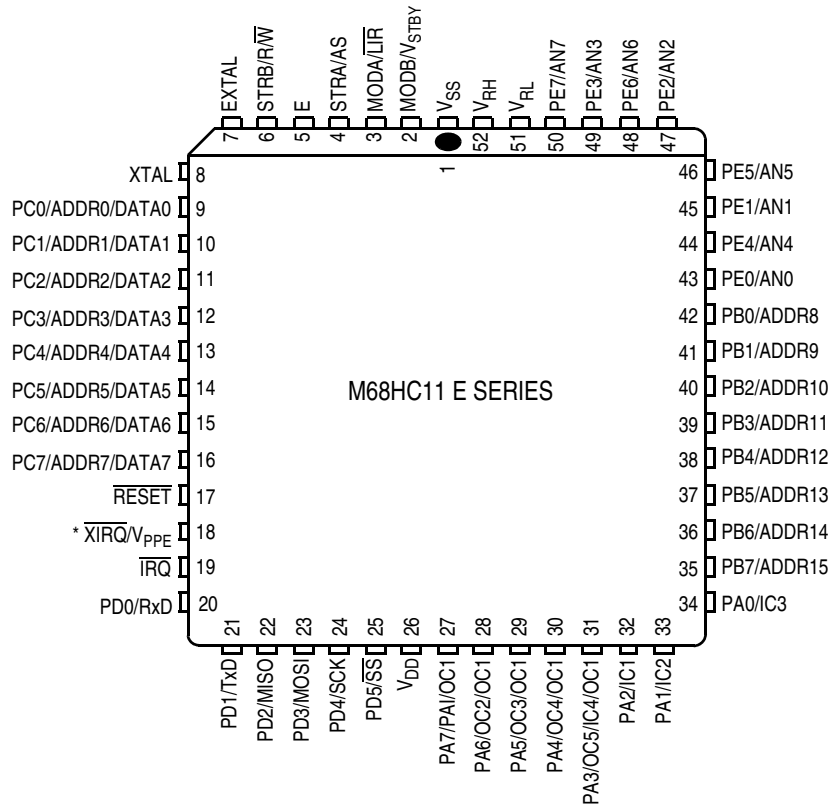 EXTAL
STRB/R/W̅
E
STRA/AS
MODA/L̅I̅R̅
MODB/VSTBY
VSS
VRH
VRL
PE7/AN7
PE3/AN3
PE6/AN6
PE2/AN2
7
6
5
4
3
2
1
52
51
50
49
48
47
XTAL 8
PC0/ADDR0/DATA0 9
PC1/ADDR1/DATA1 10
PC2/ADDR2/DATA2 11
PC3/ADDR3/DATA3 12
PC4/ADDR4/DATA4 13
PC5/ADDR5/DATA5 14
PC6/ADDR6/DATA6 15
PC7/ADDR7/DATA7 16
R̅E̅S̅E̅T̅ 17
* X̅I̅R̅Q̅/VPPE 18
I̅R̅Q̅ 19
PD0/RxD 20
M68HC11 E SERIES
46 PE5/AN5
45 PE1/AN1
44 PE4/AN4
43 PE0/AN0
42 PB0/ADDR8
41 PB1/ADDR9
40 PB2/ADDR10
39 PB3/ADDR11
38 PB4/ADDR12
37 PB5/ADDR13
36 PB6/ADDR14
35 PB7/ADDR15
34 PA0/IC3
21
22
23
24
25
26
27
28
29
30
31
32
33
PD1/TxD
PD2/MISO
PD3/MOSI
PD4/SCK
PD5/S̅S̅
VDD
PA7/PAI/OC1
PA6/OC2/OC1
PA5/OC3/OC1
PA4/OC4/OC1
PA3/OC5/IC4/OC1
PA2/IC1
PA1/IC2